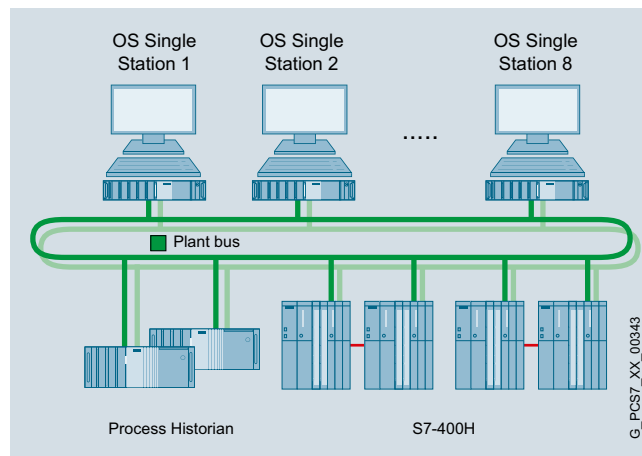 OS Single
Station 1
OS Single
Station 2
.....
OS Single
Station 8
Plant bus
Process Historian
S7-400H
G_PCS7_XX_00343